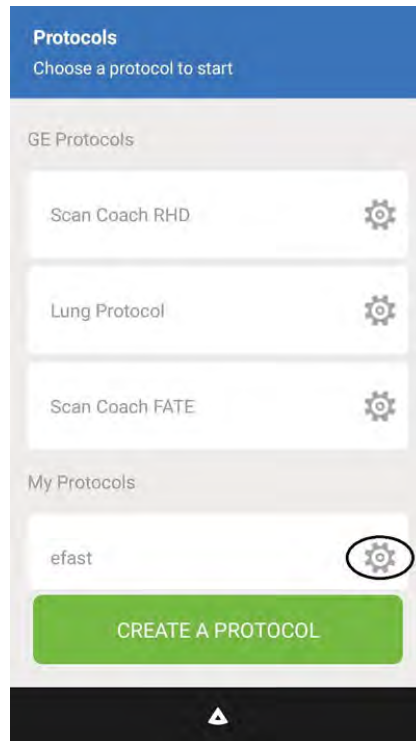 Protocols
Choose a protocol to start
GE Protocols
Scan Coach RHD
Lung Protocol
Scan Coach FATE
My Protocols
efast
CREATE A PROTOCOL